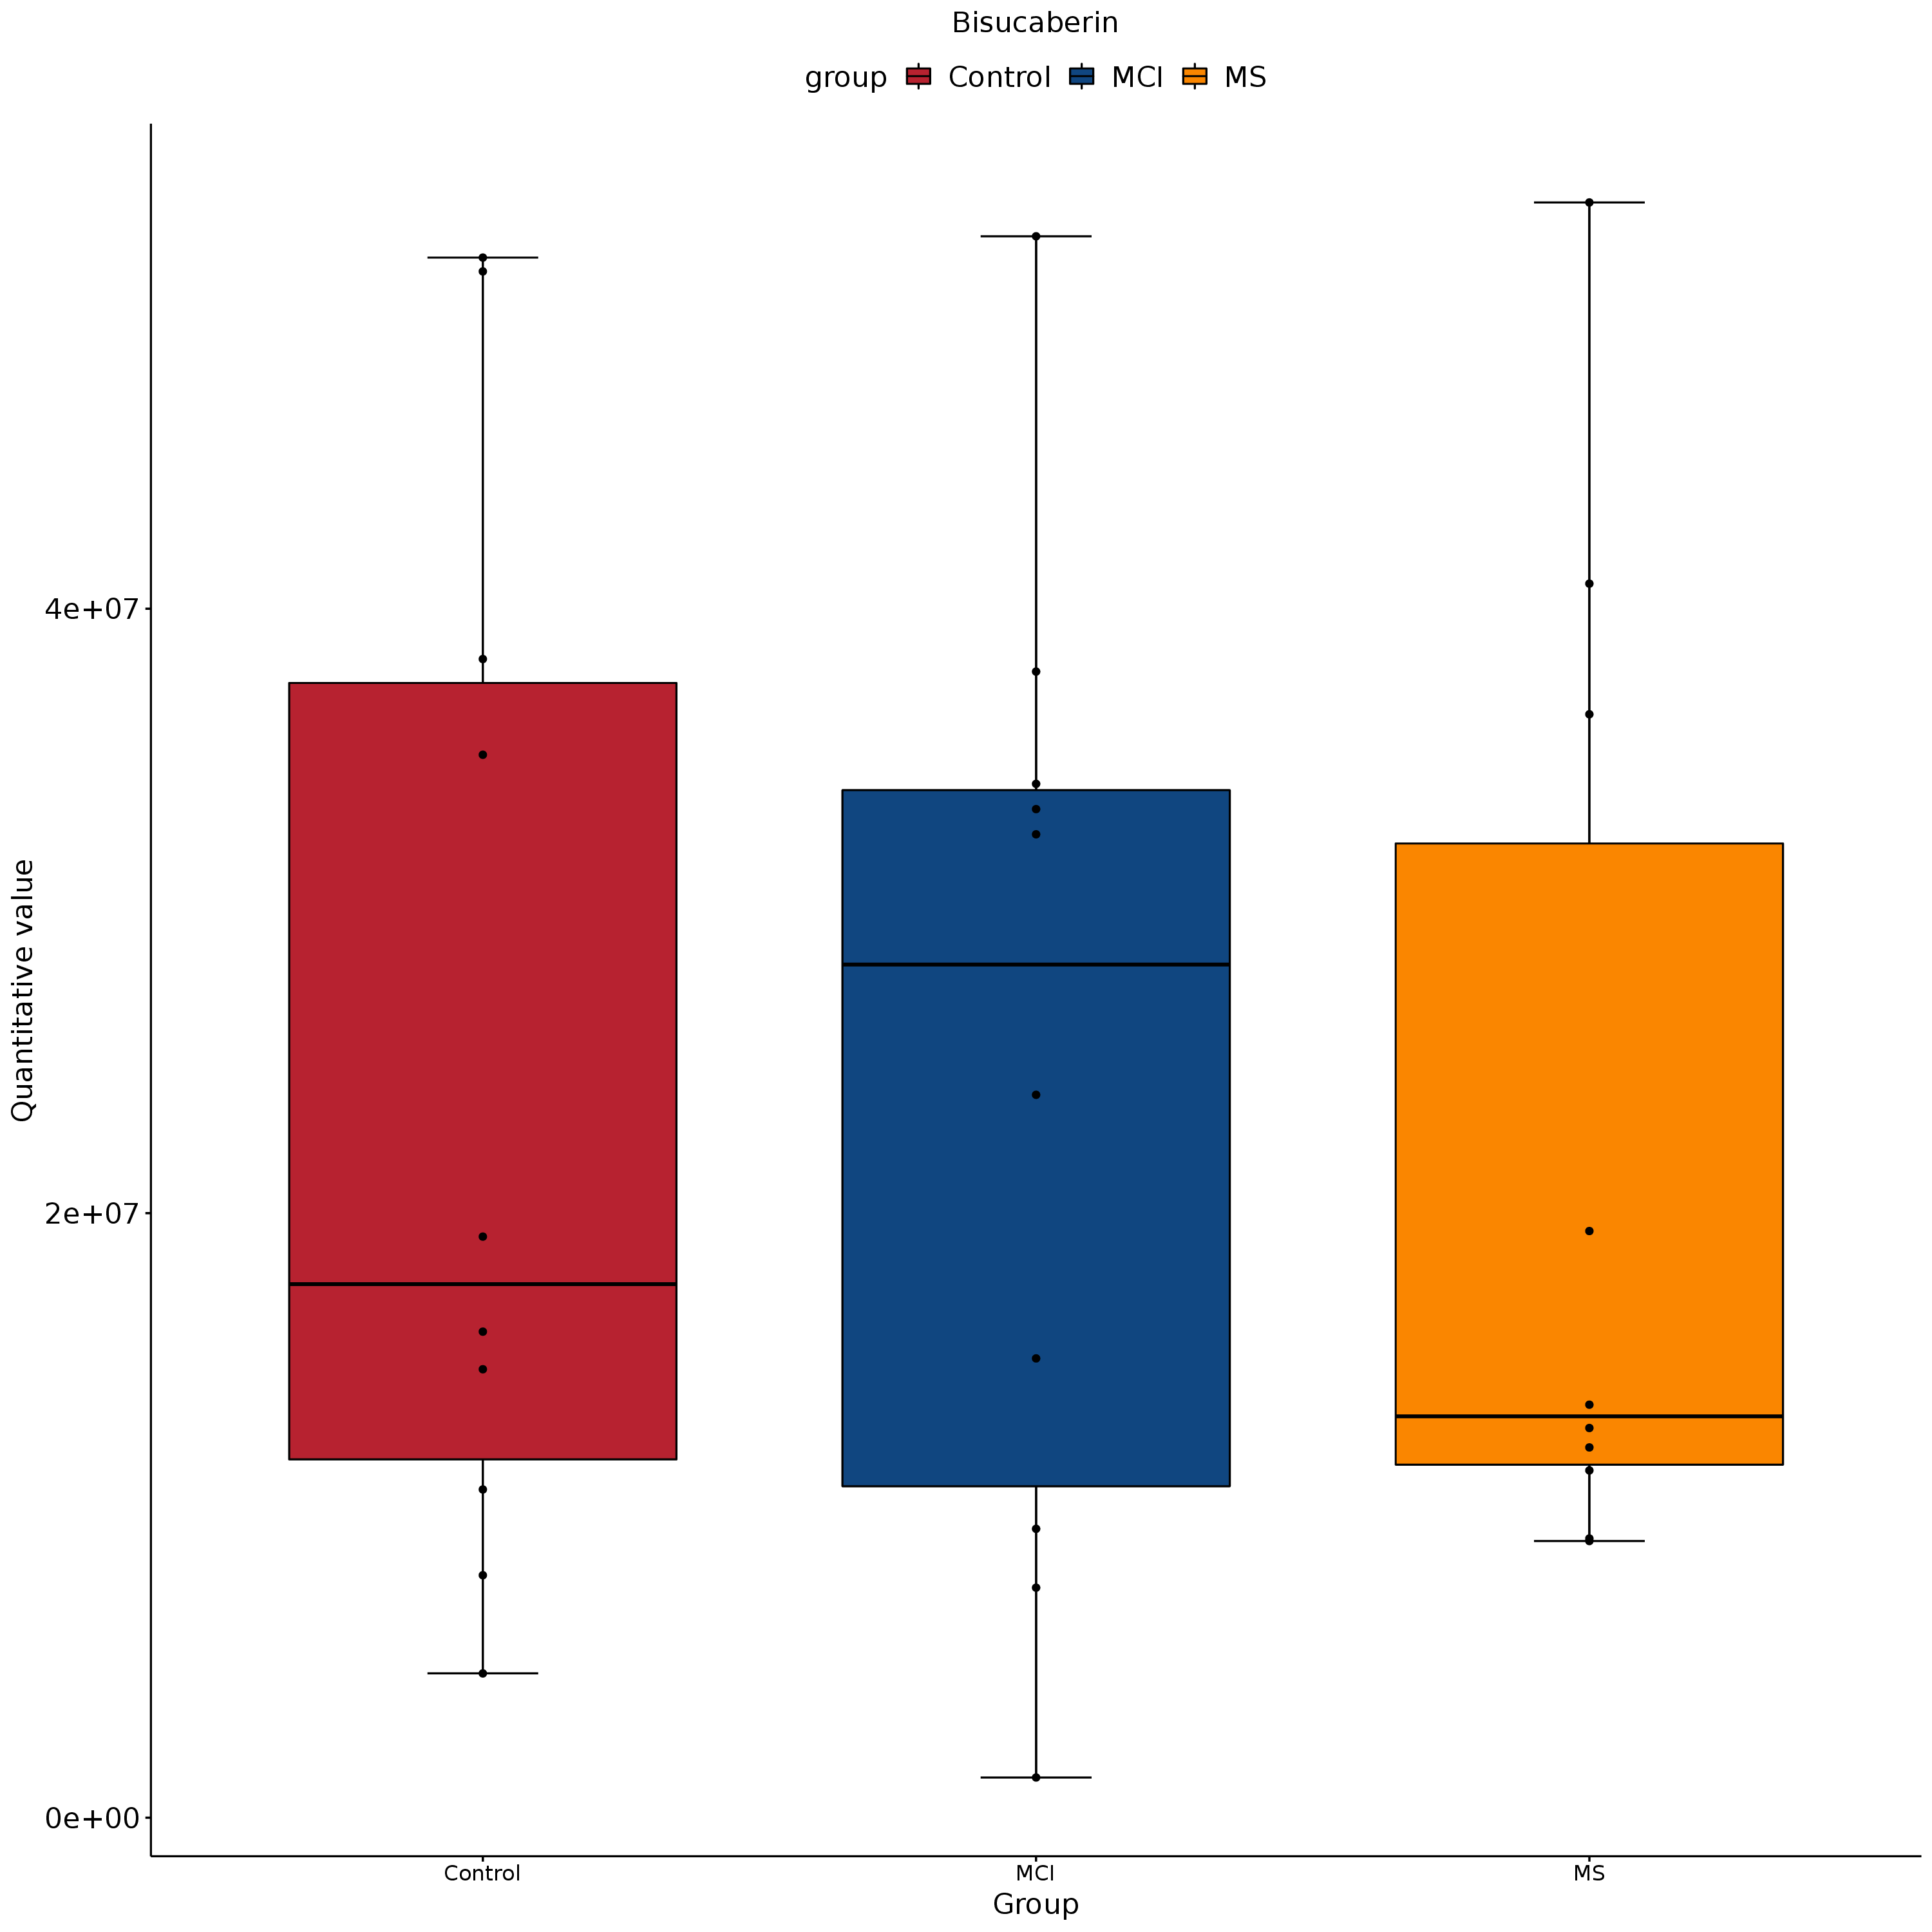 Bisucaberin
group Control MCI MS
Quantitative value
4e+07
2e+07
0e+00
Control MCI MS
Group